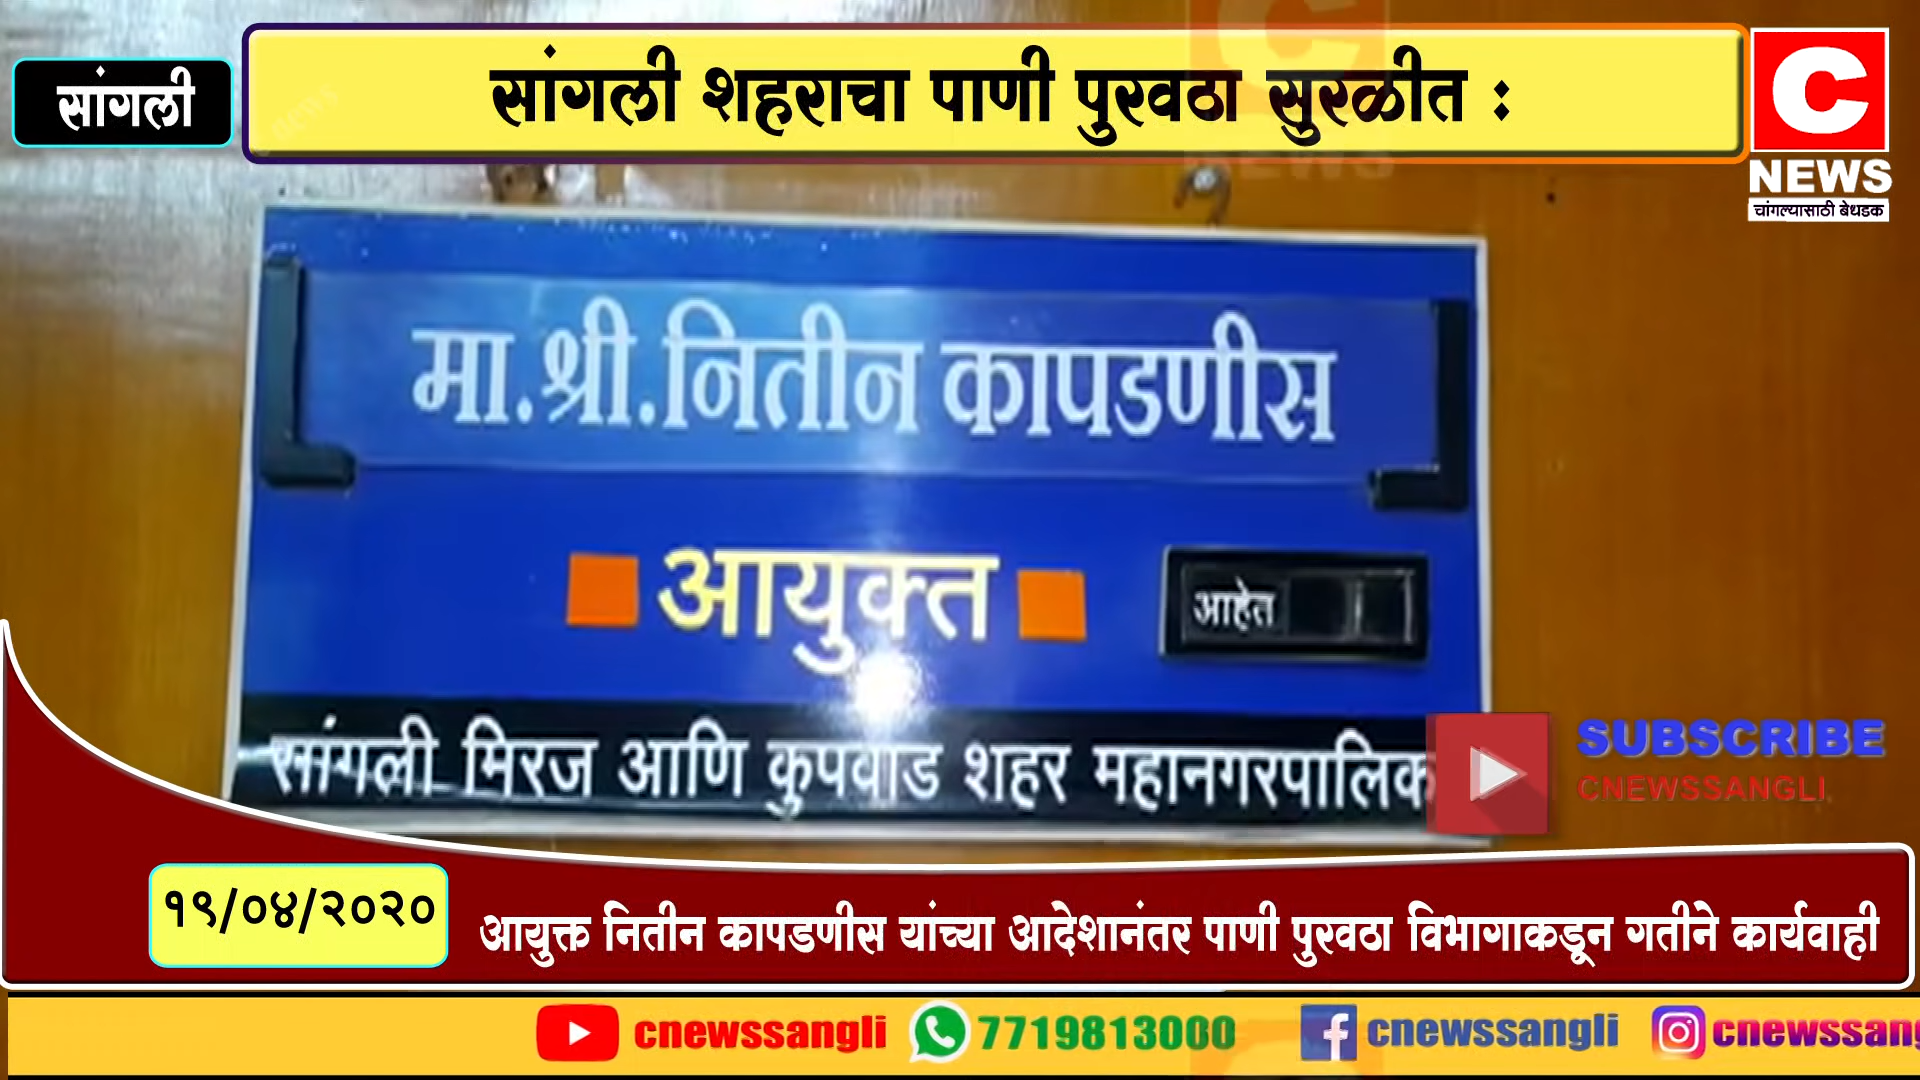 सांगली
सांगली शहराचा पाणी पुरवठा सुरळीत :
C
NEWS
चांगल्यासाठी बेधडक
मा.श्री.नितीन कापडणीस
आयुक्त
आहेत
सांगली मिरज आणि कुपवाड शहर महानगरपालिक
SUBSCRIBE
CNEWSSANGLI
१९/०४/२०२०
आयुक्त नितीन कापडणीस यांच्या आदेशानंतर पाणी पुरवठा विभागाकडून गतीने कार्यवाही
cnewssangli 7719813000 cnewssangli cnewssan